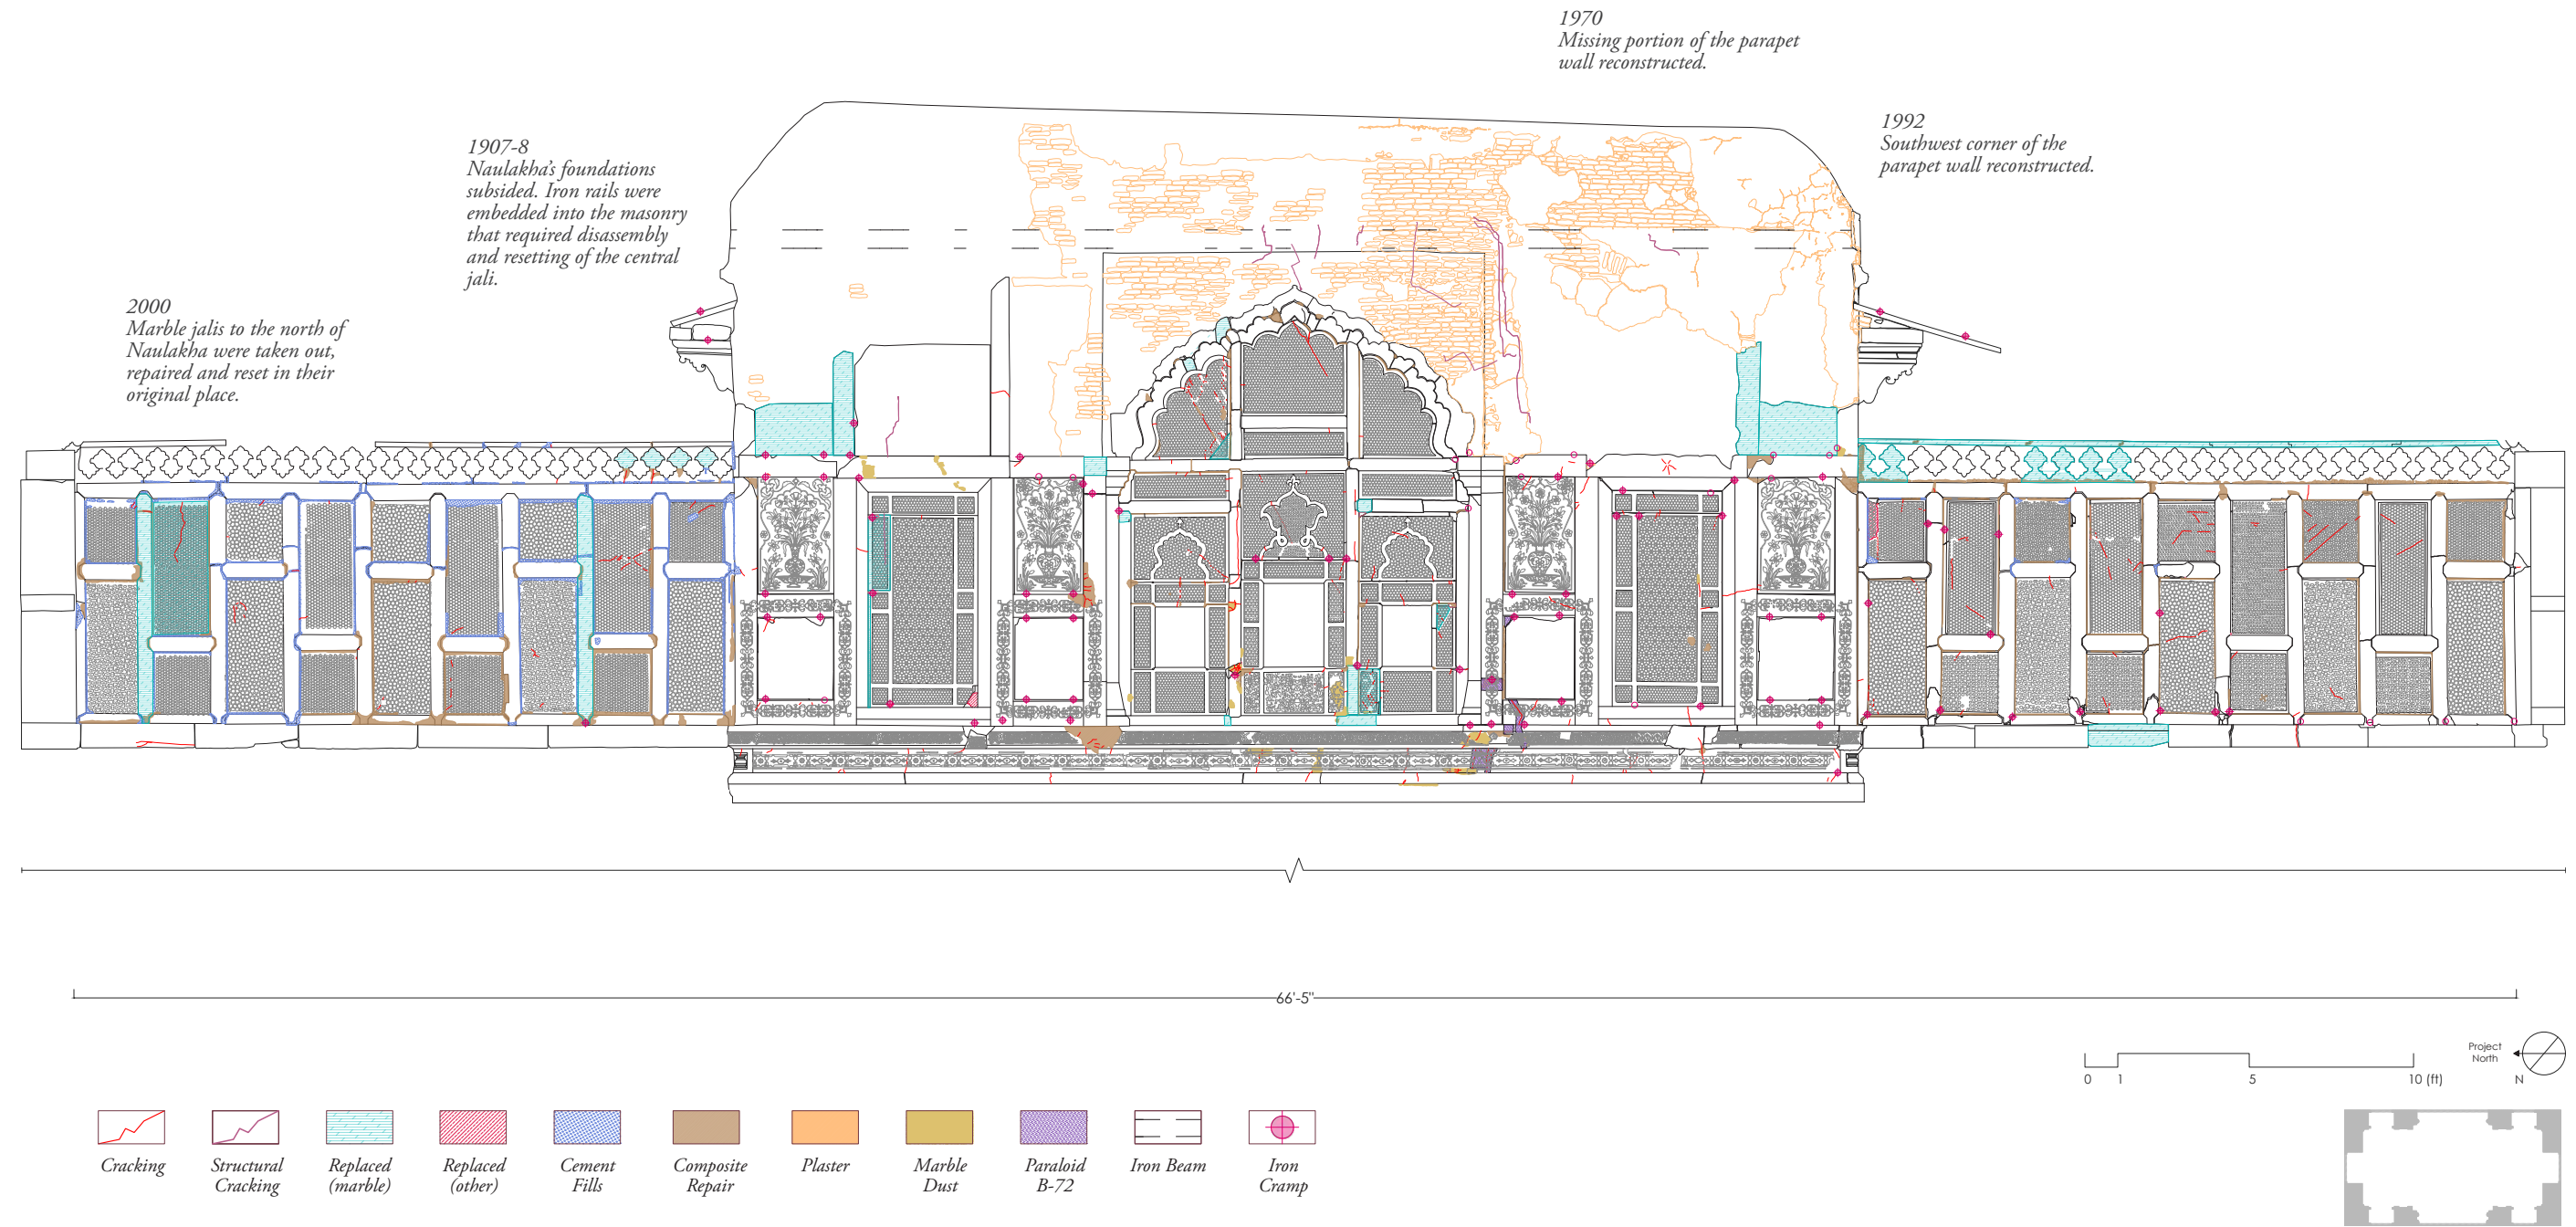 1970
Missing portion of the parapet
wall reconstructed.
1992
Southwest corner of the
parapet wall reconstructed.
1907-8
Naulakha's foundations
subsided. Iron rails were
embedded into the masonry
that required disassembly
and resetting of the central
jali.
2000
Marble jalis to the north of
Naulakha were taken out,
repaired and reset in their
original place.
66'-5"
0 1 5 10 (ft)
Project
North
N
Cracking
Structural
Cracking
Replaced
(marble)
Replaced
(other)
Cement
Fills
Composite
Repair
Plaster
Marble
Dust
Paraloid
B-72
Iron Beam
Iron
Cramp